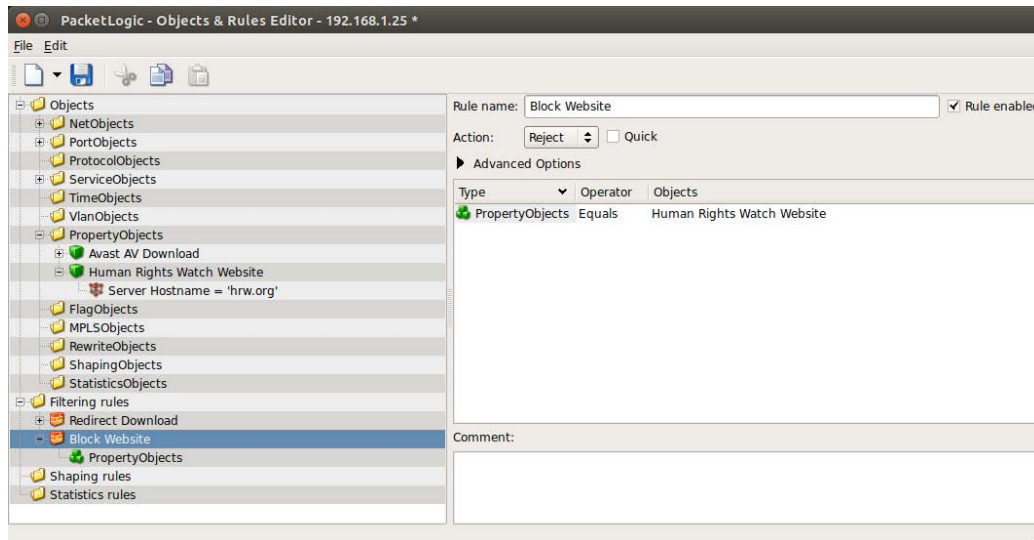 PacketLogic - Objects & Rules Editor - 192.168.1.25 *
File Edit
Objects
NetObjects
PortObjects
ProtocolObjects
ServiceObjects
TimeObjects
VlanObjects
PropertyObjects
Avast AV Download
Human Rights Watch Website
Server Hostname = 'hrw.org'
FlagObjects
MPLSObjects
RewriteObjects
ShapingObjects
StatisticsObjects
Filtering rules
Redirect Download
Block Website
PropertyObjects
Shaping rules
Statistics rules
Rule name: Block Website Rule enabled
Action: Reject Quick
Advanced Options
Type Operator Objects
PropertyObjects Equals Human Rights Watch Website
Comment: